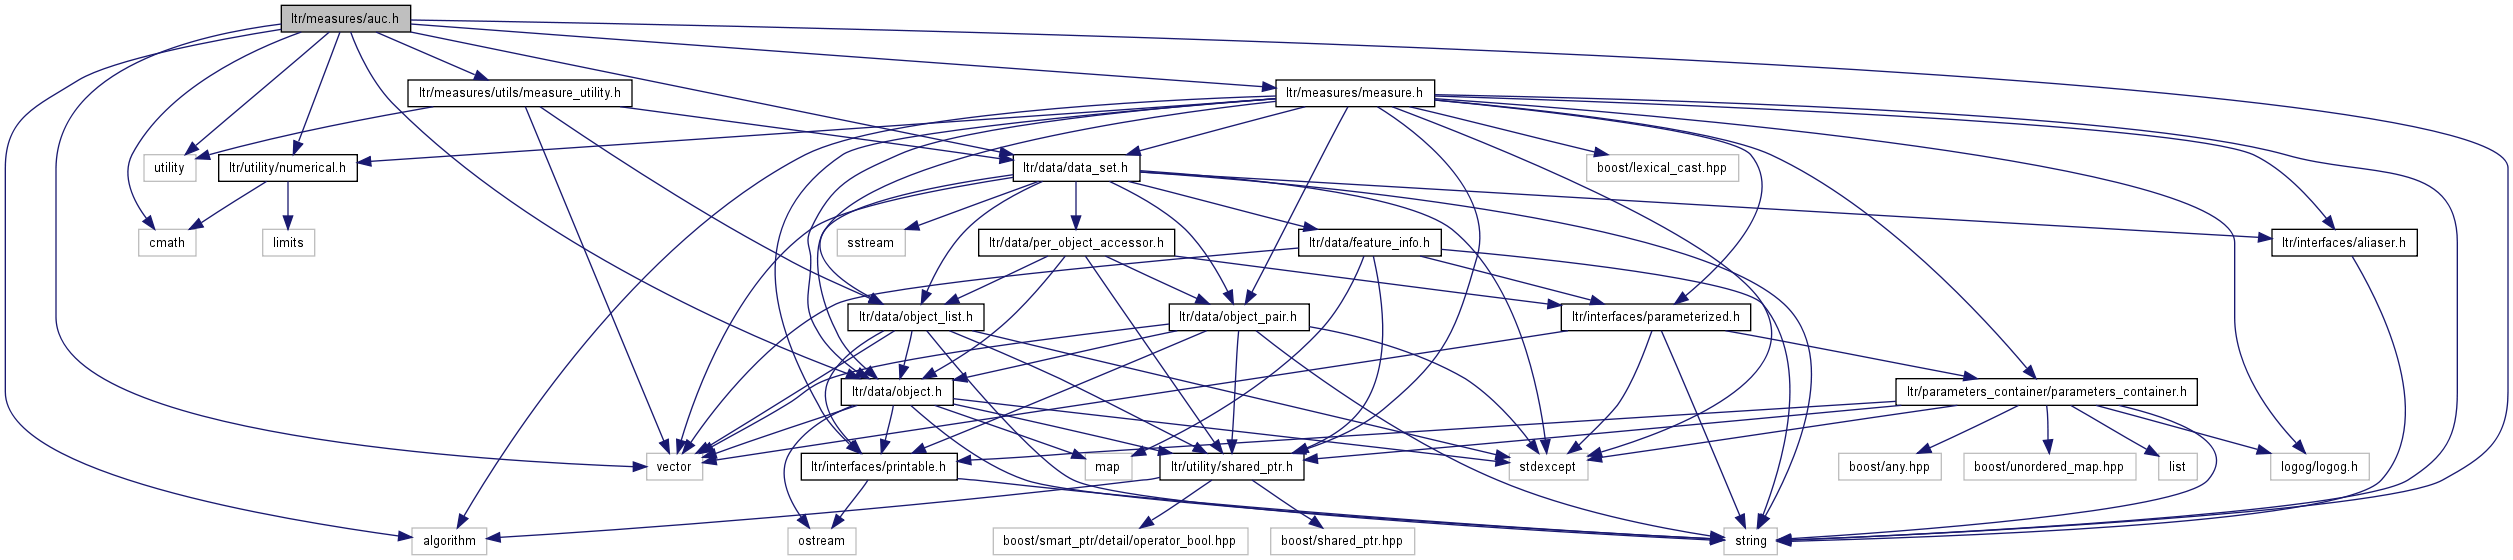 ltr/measures/auc.h
ltr/measures/utils/measure_utility.h
ltr/measures/measure.h
utility
ltr/utility/numerical.h
ltr/data/data_set.h
boost/lexical_cast.hpp
cmath
limits
sstream
ltr/data/per_object_accessor.h
ltr/data/feature_info.h
ltr/interfaces/aliaser.h
ltr/data/object_list.h
ltr/data/object_pair.h
ltr/interfaces/parameterized.h
ltr/data/object.h
ltr/parameters_container/parameters_container.h
vector
ltr/interfaces/printable.h
map
ltr/utility/shared_ptr.h
stdexcept
boost/any.hpp
boost/unordered_map.hpp
list
logog/logog.h
algorithm
ostream
boost/smart_ptr/detail/operator_bool.hpp
boost/shared_ptr.hpp
string